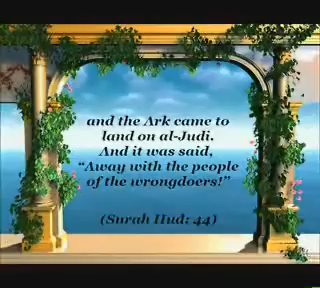 and the Ark came to
land on al-Judi.
And it was said,
“Away with the people
of the wrongdoers!”
(Surah Hud: 44)